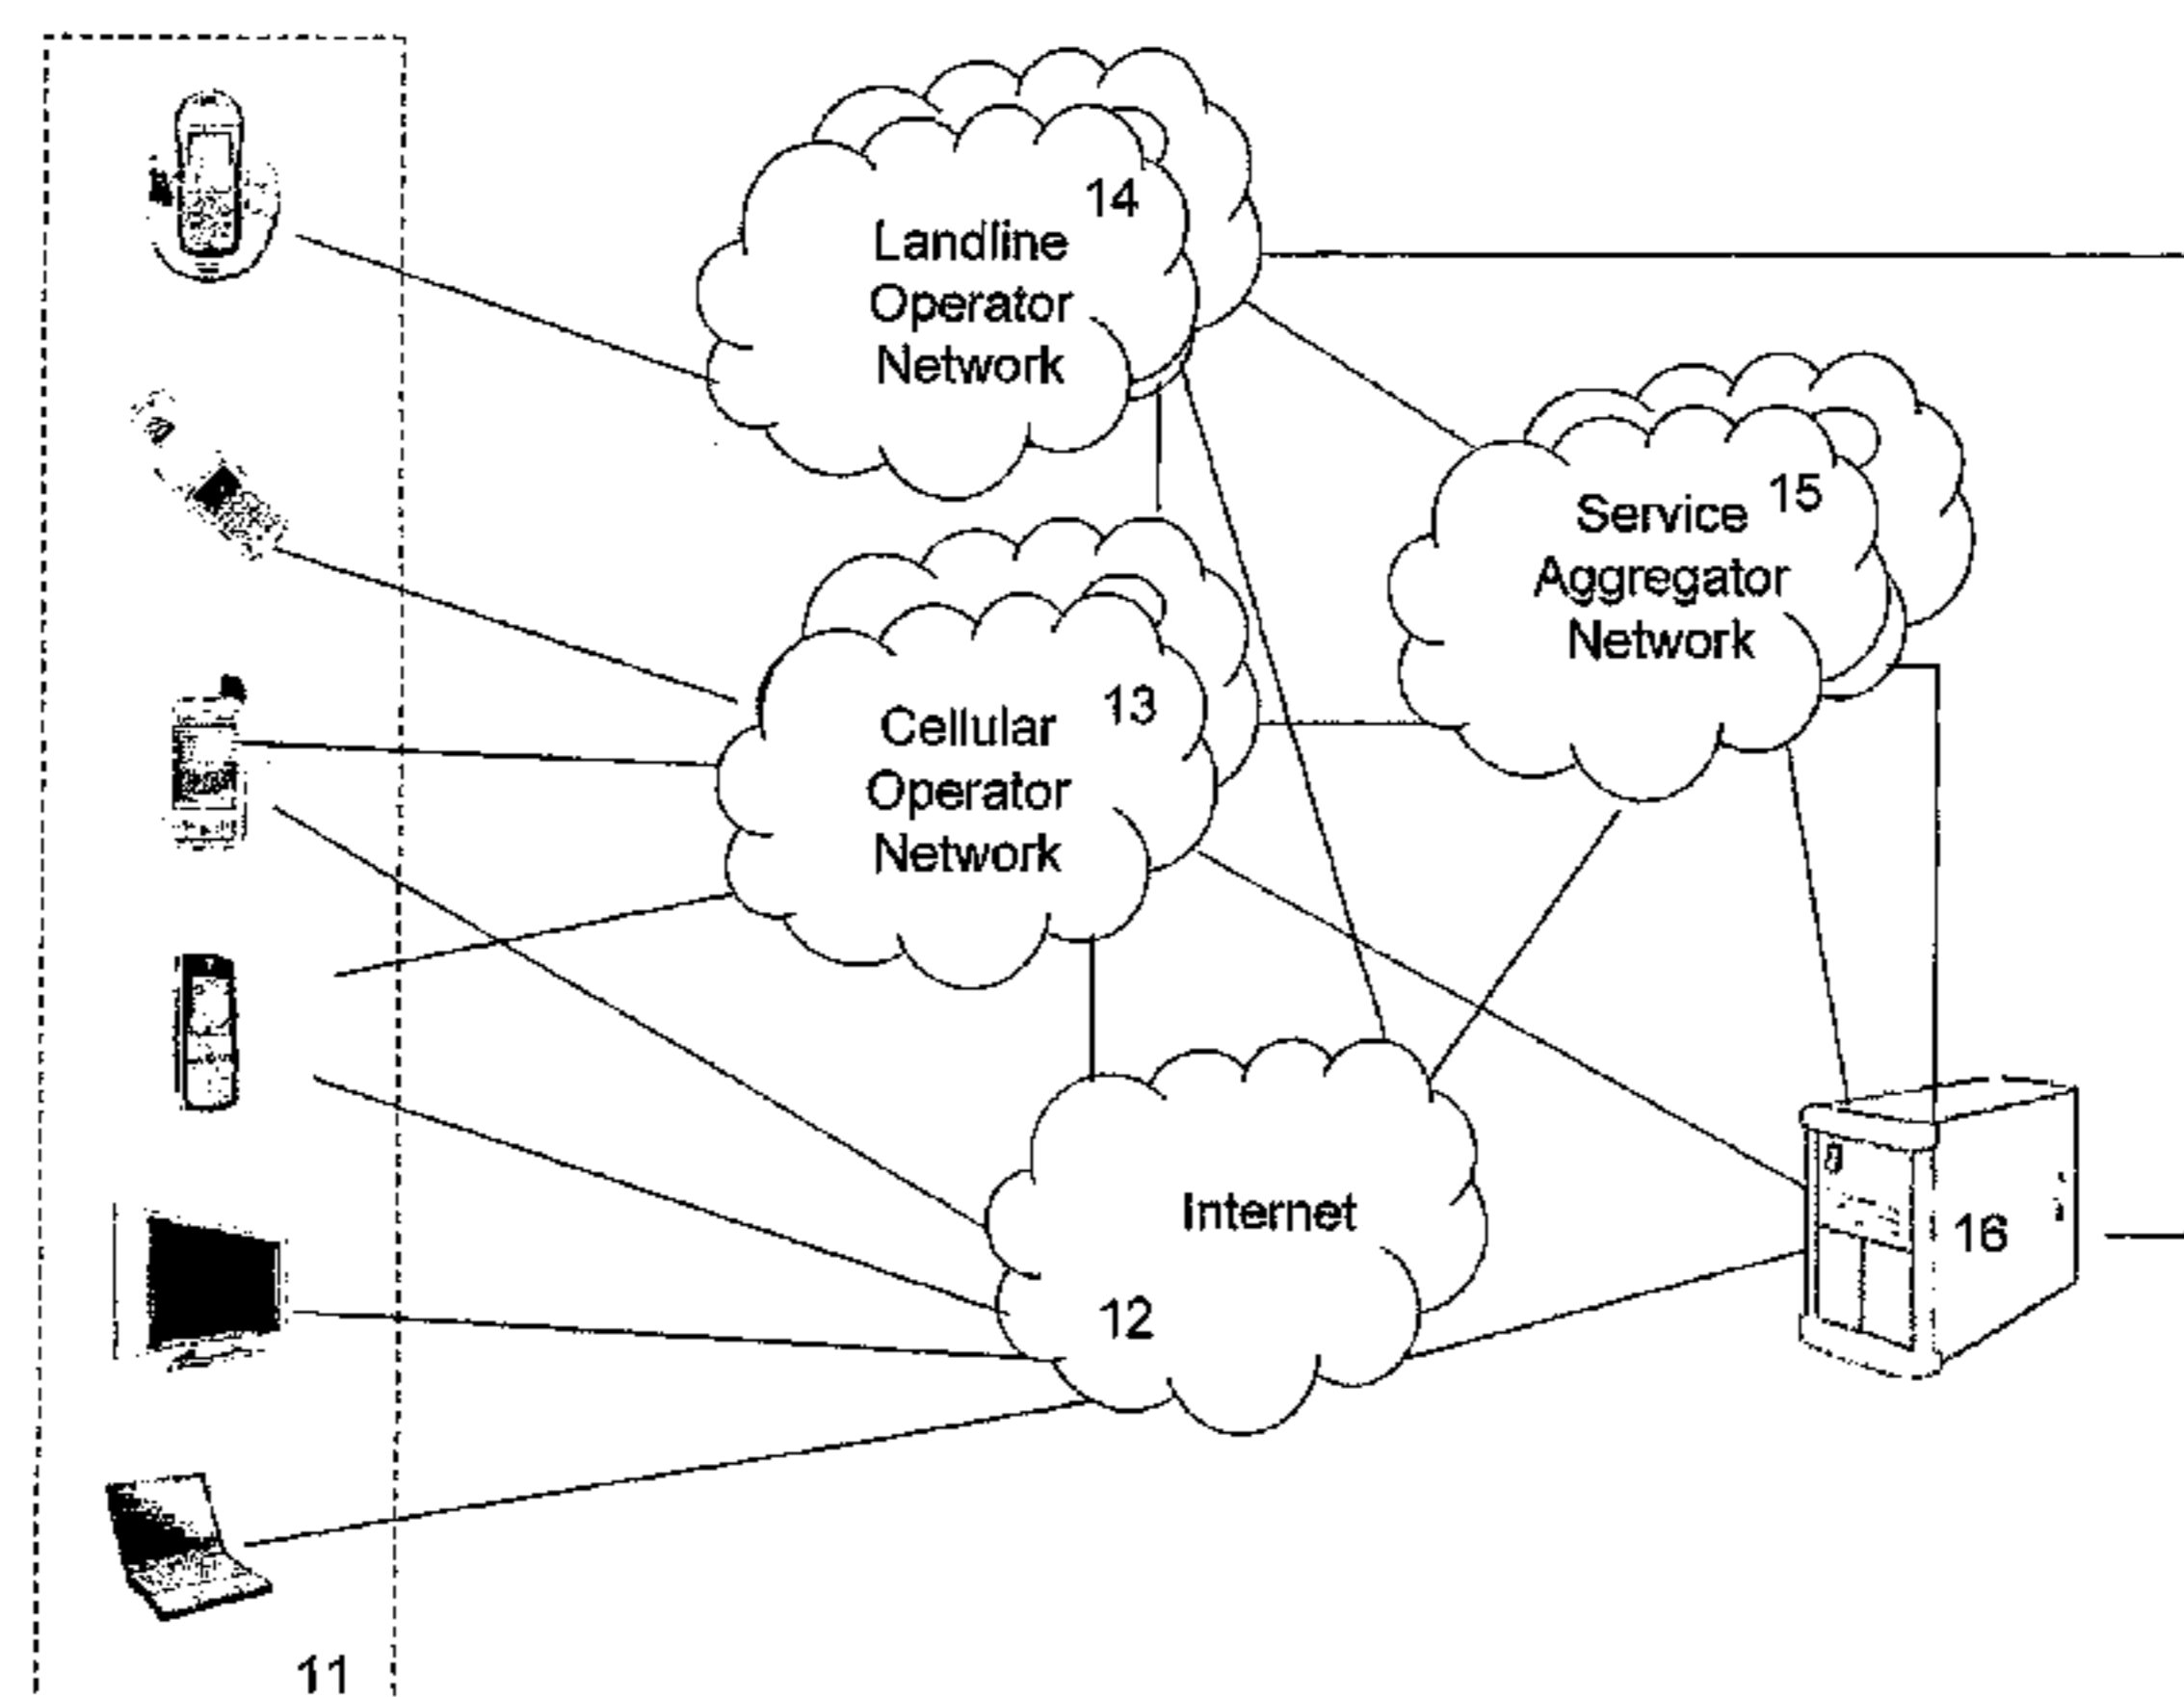 14
Landline
Operator
Network
15
Service
Aggregator
Network
13
Cellular
Operator
Network
Internet
12
16
11